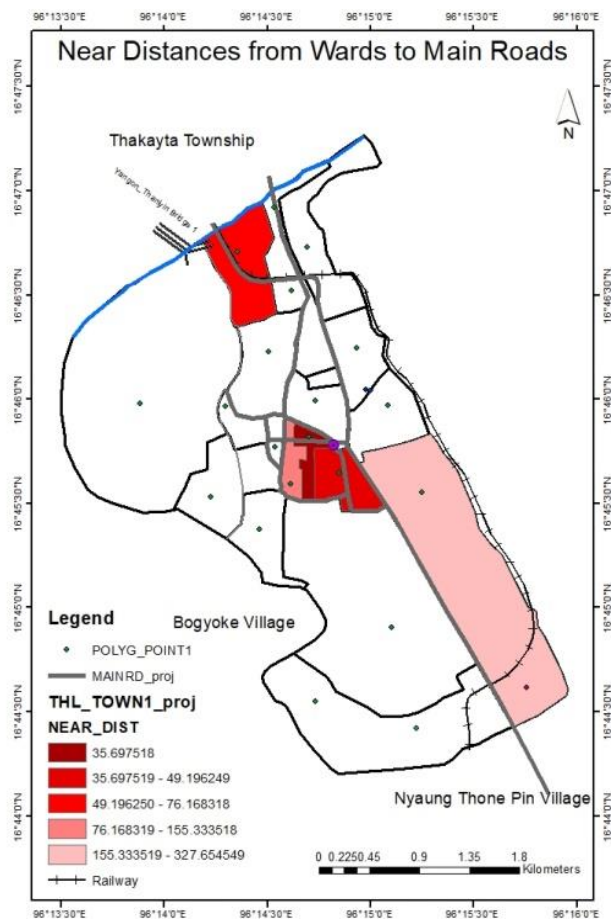 96°13'30"E 96°14'0"E 96°14'30"E 96°15'0"E 96°15'30"E 96°16'0"E
Near Distances from Wards to Main Roads
16°47'30"N 16°47'30"N
N
Thakayta Township
16°47'0"N 16°47'0"N
Yangon_Thanlyin Bridge 1
16°46'30"N 16°46'30"N
16°46'0"N 16°46'0"N
16°45'30"N 16°45'30"N
16°45'0"N 16°45'0"N
Legend
Bogyoke Village
POLYG_POINT1
MAINRD_proj
THL_TOWN1_proj
16°44'30"N 16°44'30"N
NEAR_DIST
35.697518
35.697519 - 49.196249
49.196250 - 76.168318
Nyaung Thone Pin Village
16°44'0"N 16°44'0"N
76.168319 - 155.333518
155.333519 - 327.654549
0 0.2250.45 0.9 1.35 1.8
Kilometers
Railway
96°13'30"E 96°14'0"E 96°14'30"E 96°15'0"E 96°15'30"E 96°16'0"E